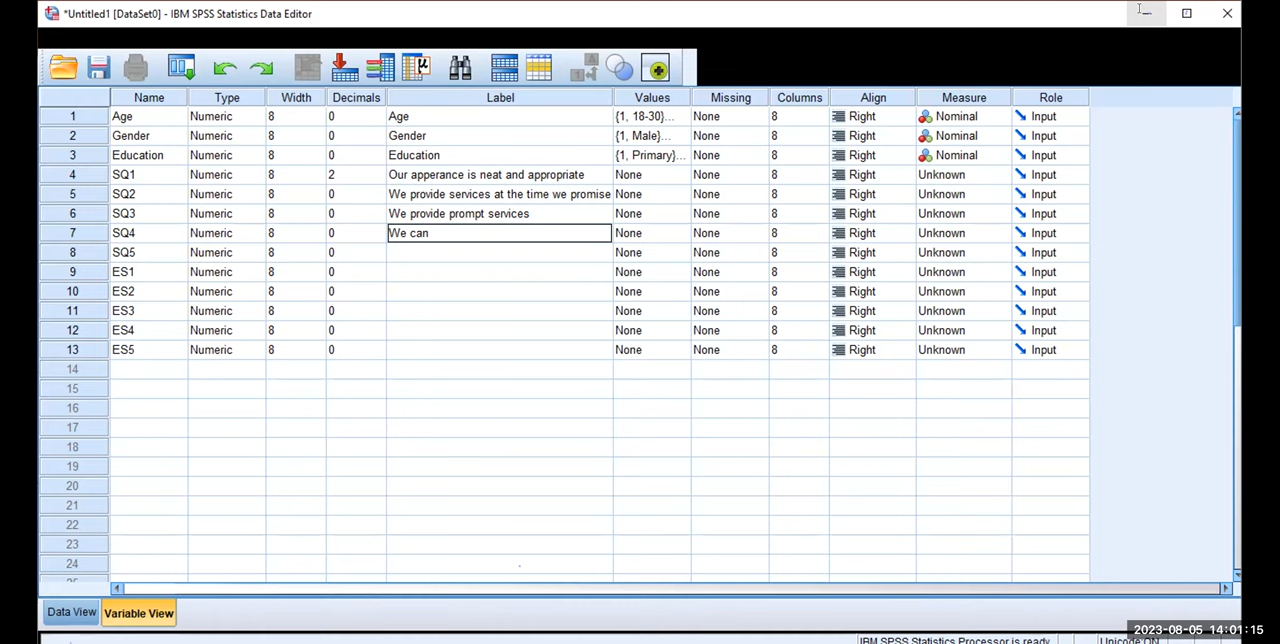 *Untitled1 [DataSet0] - IBM SPSS Statistics Data Editor
Name Type Width Decimals Label Values Missing Columns Align Measure Role
1 Age Numeric 8 0 Age {1, 18-30}... None 8 Right Nominal Input
2 Gender Numeric 8 0 Gender {1, Male}... None 8 Right Nominal Input
3 Education Numeric 8 0 Education {1, Primary}... None 8 Right Nominal Input
4 SQ1 Numeric 8 2 Our apperance is neat and appropriate None None 8 Right Unknown Input
5 SQ2 Numeric 8 0 We provide services at the time we promise None None 8 Right Unknown Input
6 SQ3 Numeric 8 0 We provide prompt services None None 8 Right Unknown Input
7 SQ4 Numeric 8 0 We can None None 8 Right Unknown Input
8 SQ5 Numeric 8 0 None None 8 Right Unknown Input
9 ES1 Numeric 8 0 None None 8 Right Unknown Input
10 ES2 Numeric 8 0 None None 8 Right Unknown Input
11 ES3 Numeric 8 0 None None 8 Right Unknown Input
12 ES4 Numeric 8 0 None None 8 Right Unknown Input
13 ES5 Numeric 8 0 None None 8 Right Unknown Input
14
15
16
17
18
19
20
21
22
23
24
25
Data View Variable View
2023-08-05 14:01:15
IBM SPSS Statistics Processor is ready Unicode:ON